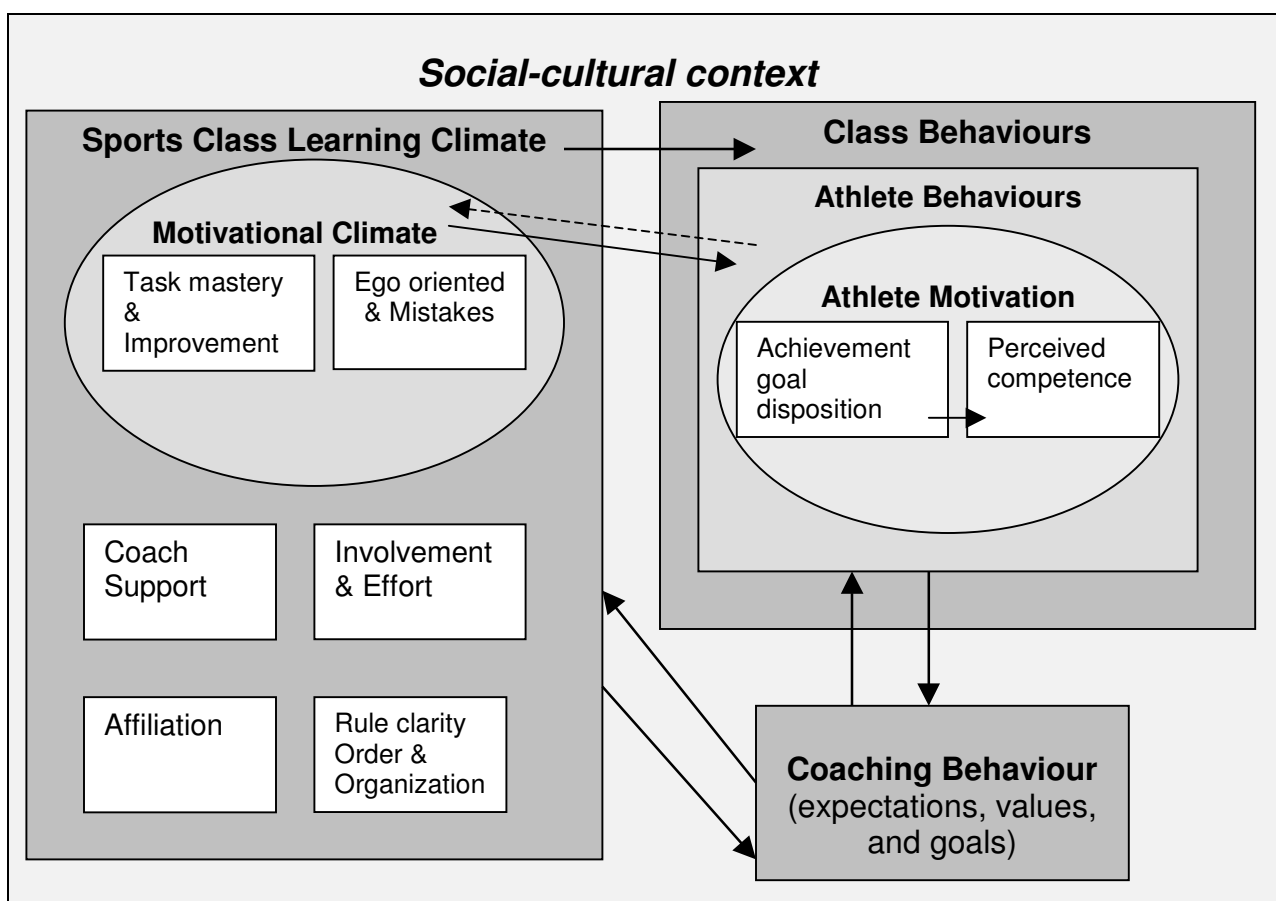 Social-cultural context
Sports Class Learning Climate
Motivational Climate
Task mastery
&
Improvement
Ego oriented
& Mistakes
Coach
Support
Involvement
& Effort
Affiliation
Rule clarity
Order &
Organization
Class Behaviours
Athlete Behaviours
Athlete Motivation
Achievement
goal
disposition
Perceived
competence
Coaching Behaviour
(expectations, values,
and goals)